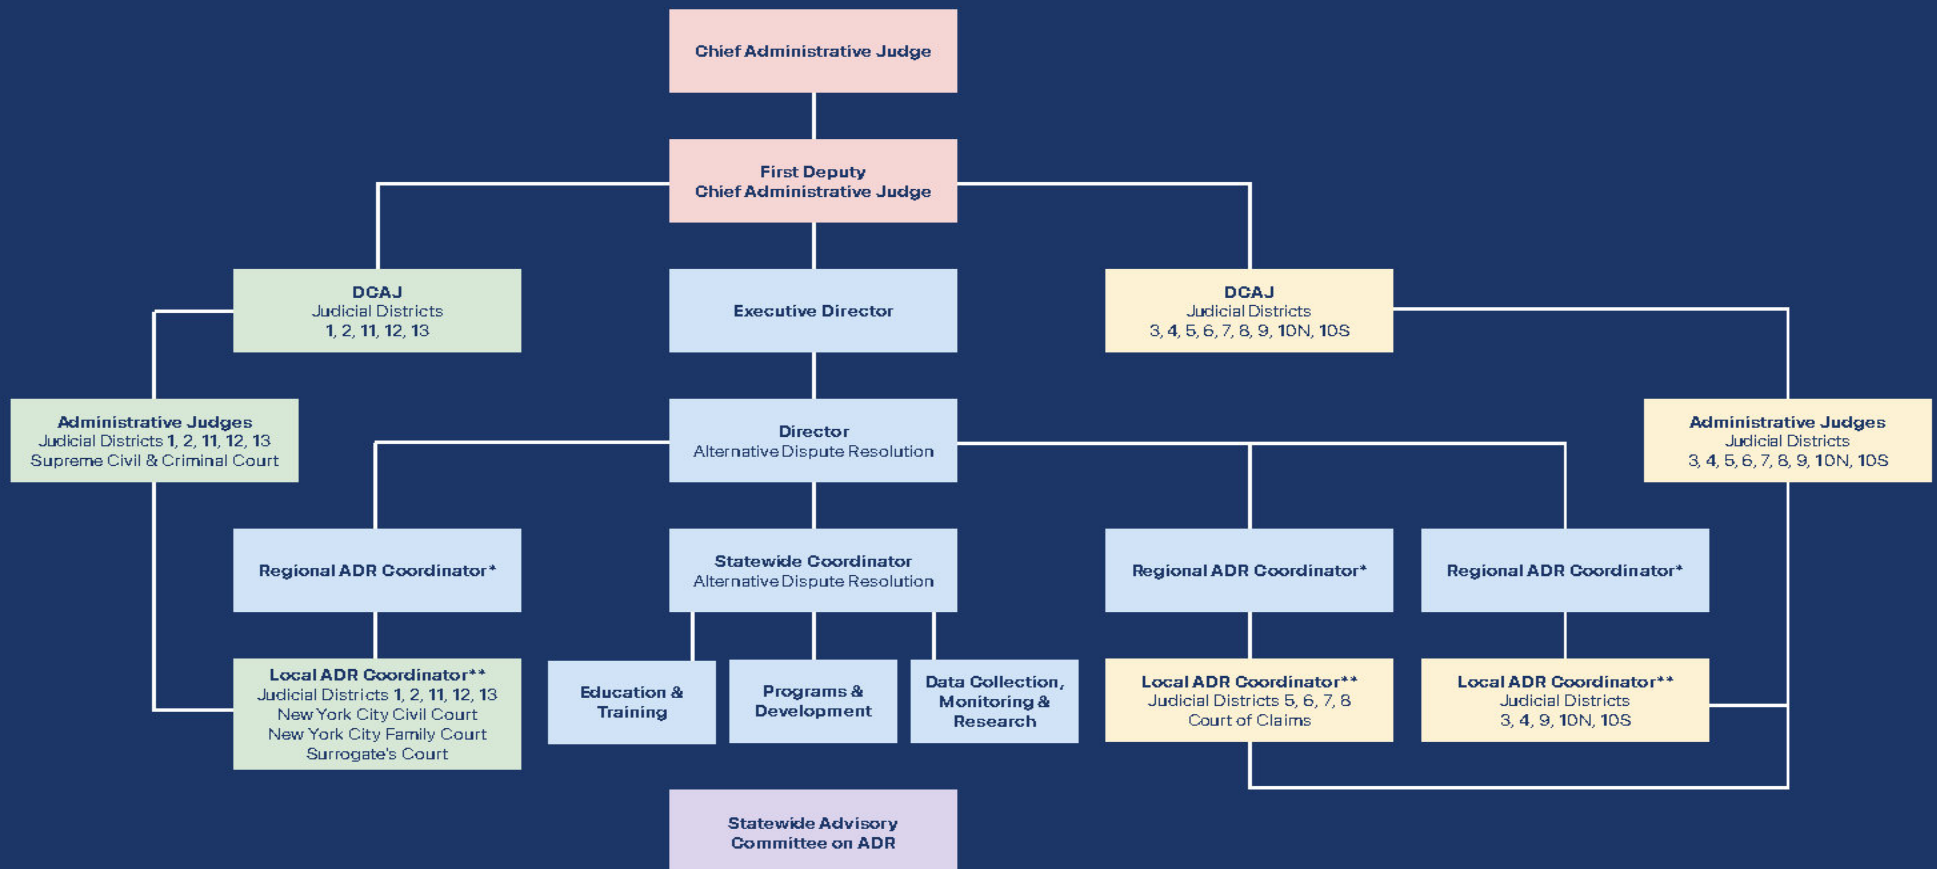 Chief Administrative Judge
First Deputy
Chief Administrative Judge
DCAJ
Judicial Districts
1, 2, 11, 12, 13
Executive Director
DCAJ
Judicial Districts
3, 4, 5, 6, 7, 8, 9, 10N, 10S
Administrative Judges
Judicial Districts 1, 2, 11, 12, 13
Supreme Civil & Criminal Court
Director
Alternative Dispute Resolution
Administrative Judges
Judicial Districts
3, 4, 5, 6, 7, 8, 9, 10N, 10S
Regional ADR Coordinator*
Statewide Coordinator
Alternative Dispute Resolution
Regional ADR Coordinator*
Regional ADR Coordinator*
Local ADR Coordinator**
Judicial Districts 1, 2, 11, 12, 13
New York City Civil Court
New York City Family Court
Surrogate's Court
Education &
Training
Programs &
Development
Data Collection,
Monitoring &
Research
Local ADR Coordinator**
Judicial Districts 5, 6, 7, 8
Court of Claims
Local ADR Coordinator**
Judicial Districts
3, 4, 9, 10N, 10S
Statewide Advisory
Committee on ADR